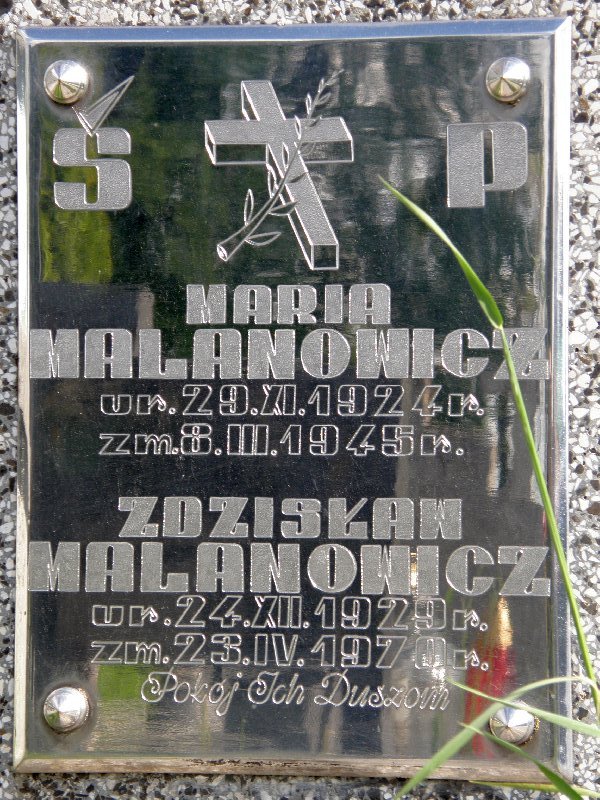 Ś P
MARIA
MALANOWICZ
ur. 29. XI. 1924 r.
zm. 8. III. 1945 r.
ZDZISŁAW
MALANOWICZ
ur. 24. XII. 1929 r.
zm. 23. IV. 1970 r.
Pokój Ich Duszom